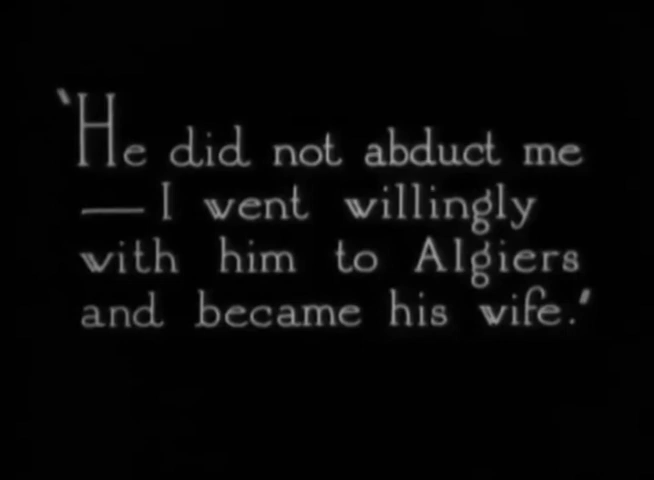 'He did not abduct me
— I went willingly
with him to Algiers
and became his wife.'